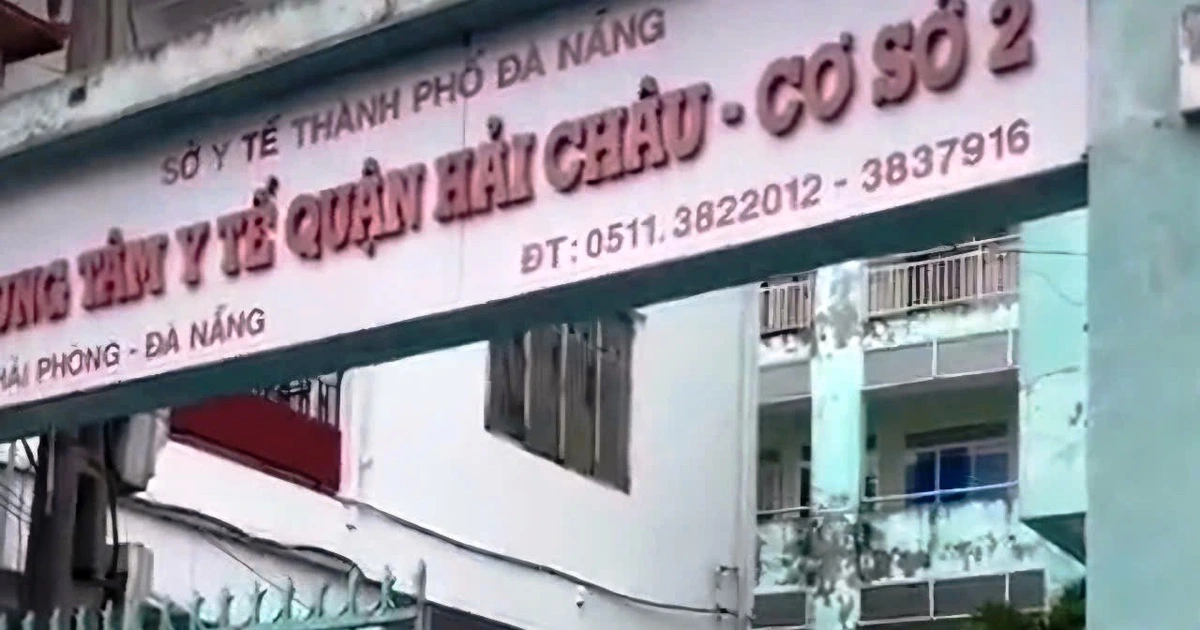 SỞ Y TẾ THÀNH PHỐ ĐÀ NẴNG
UNG TÂM Y TẾ QUẬN HẢI CHÂU - CƠ SỞ 2
ĐT: 0511. 3822012 - 3837916
HẢI PHÒNG - ĐÀ NẴNG